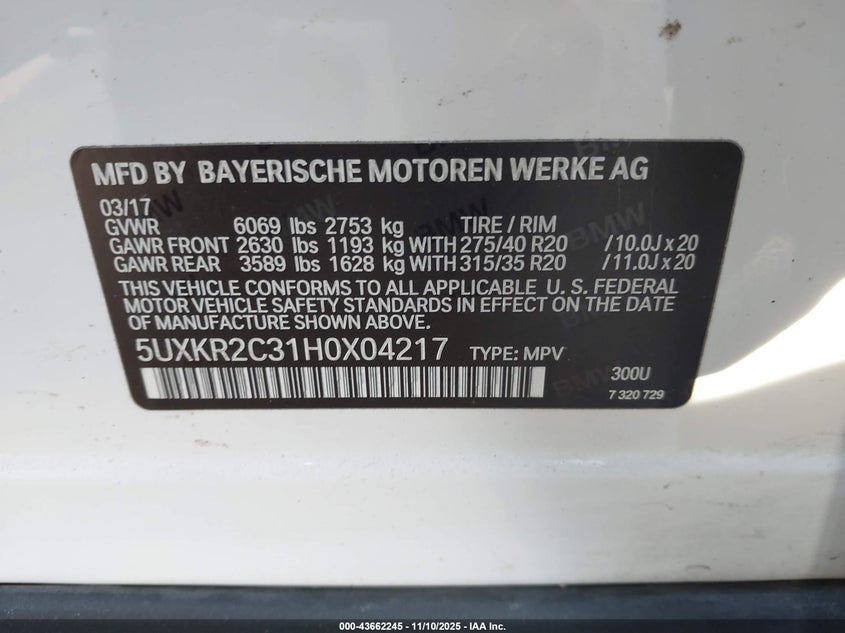 MFD BY BAYERISCHE MOTOREN WERKE AG
03/17
GVWR 6069 lbs 2753 kg TIRE / RIM
GAWR FRONT 2630 lbs 1193 kg WITH 275/40 R20 /10.0J x 20
GAWR REAR 3589 lbs 1628 kg WITH 315/35 R20 /11.0J x 20
THIS VEHICLE CONFORMS TO ALL APPLICABLE U. S. FEDERAL
MOTOR VEHICLE SAFETY STANDARDS IN EFFECT ON THE DATE
OF MANUFACTURE SHOWN ABOVE.
5UXKR2C31H0X04217 TYPE: MPV 300U
7 320 729
000-43662245 - 11/10/2025 - IAA Inc.